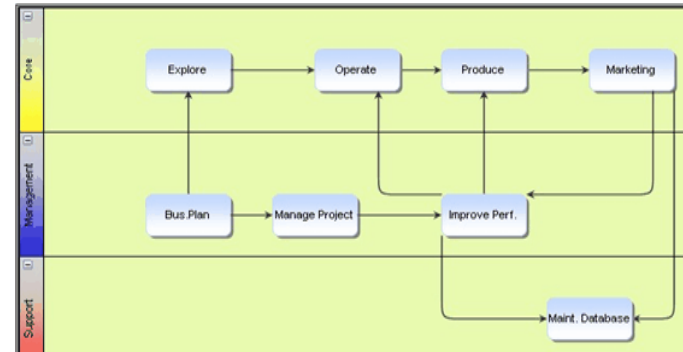 Core
Explore
Operate
Produce
Marketing
Management
Bus.Plan
Manage Project
Improve Perf.
Support
Maint. Database